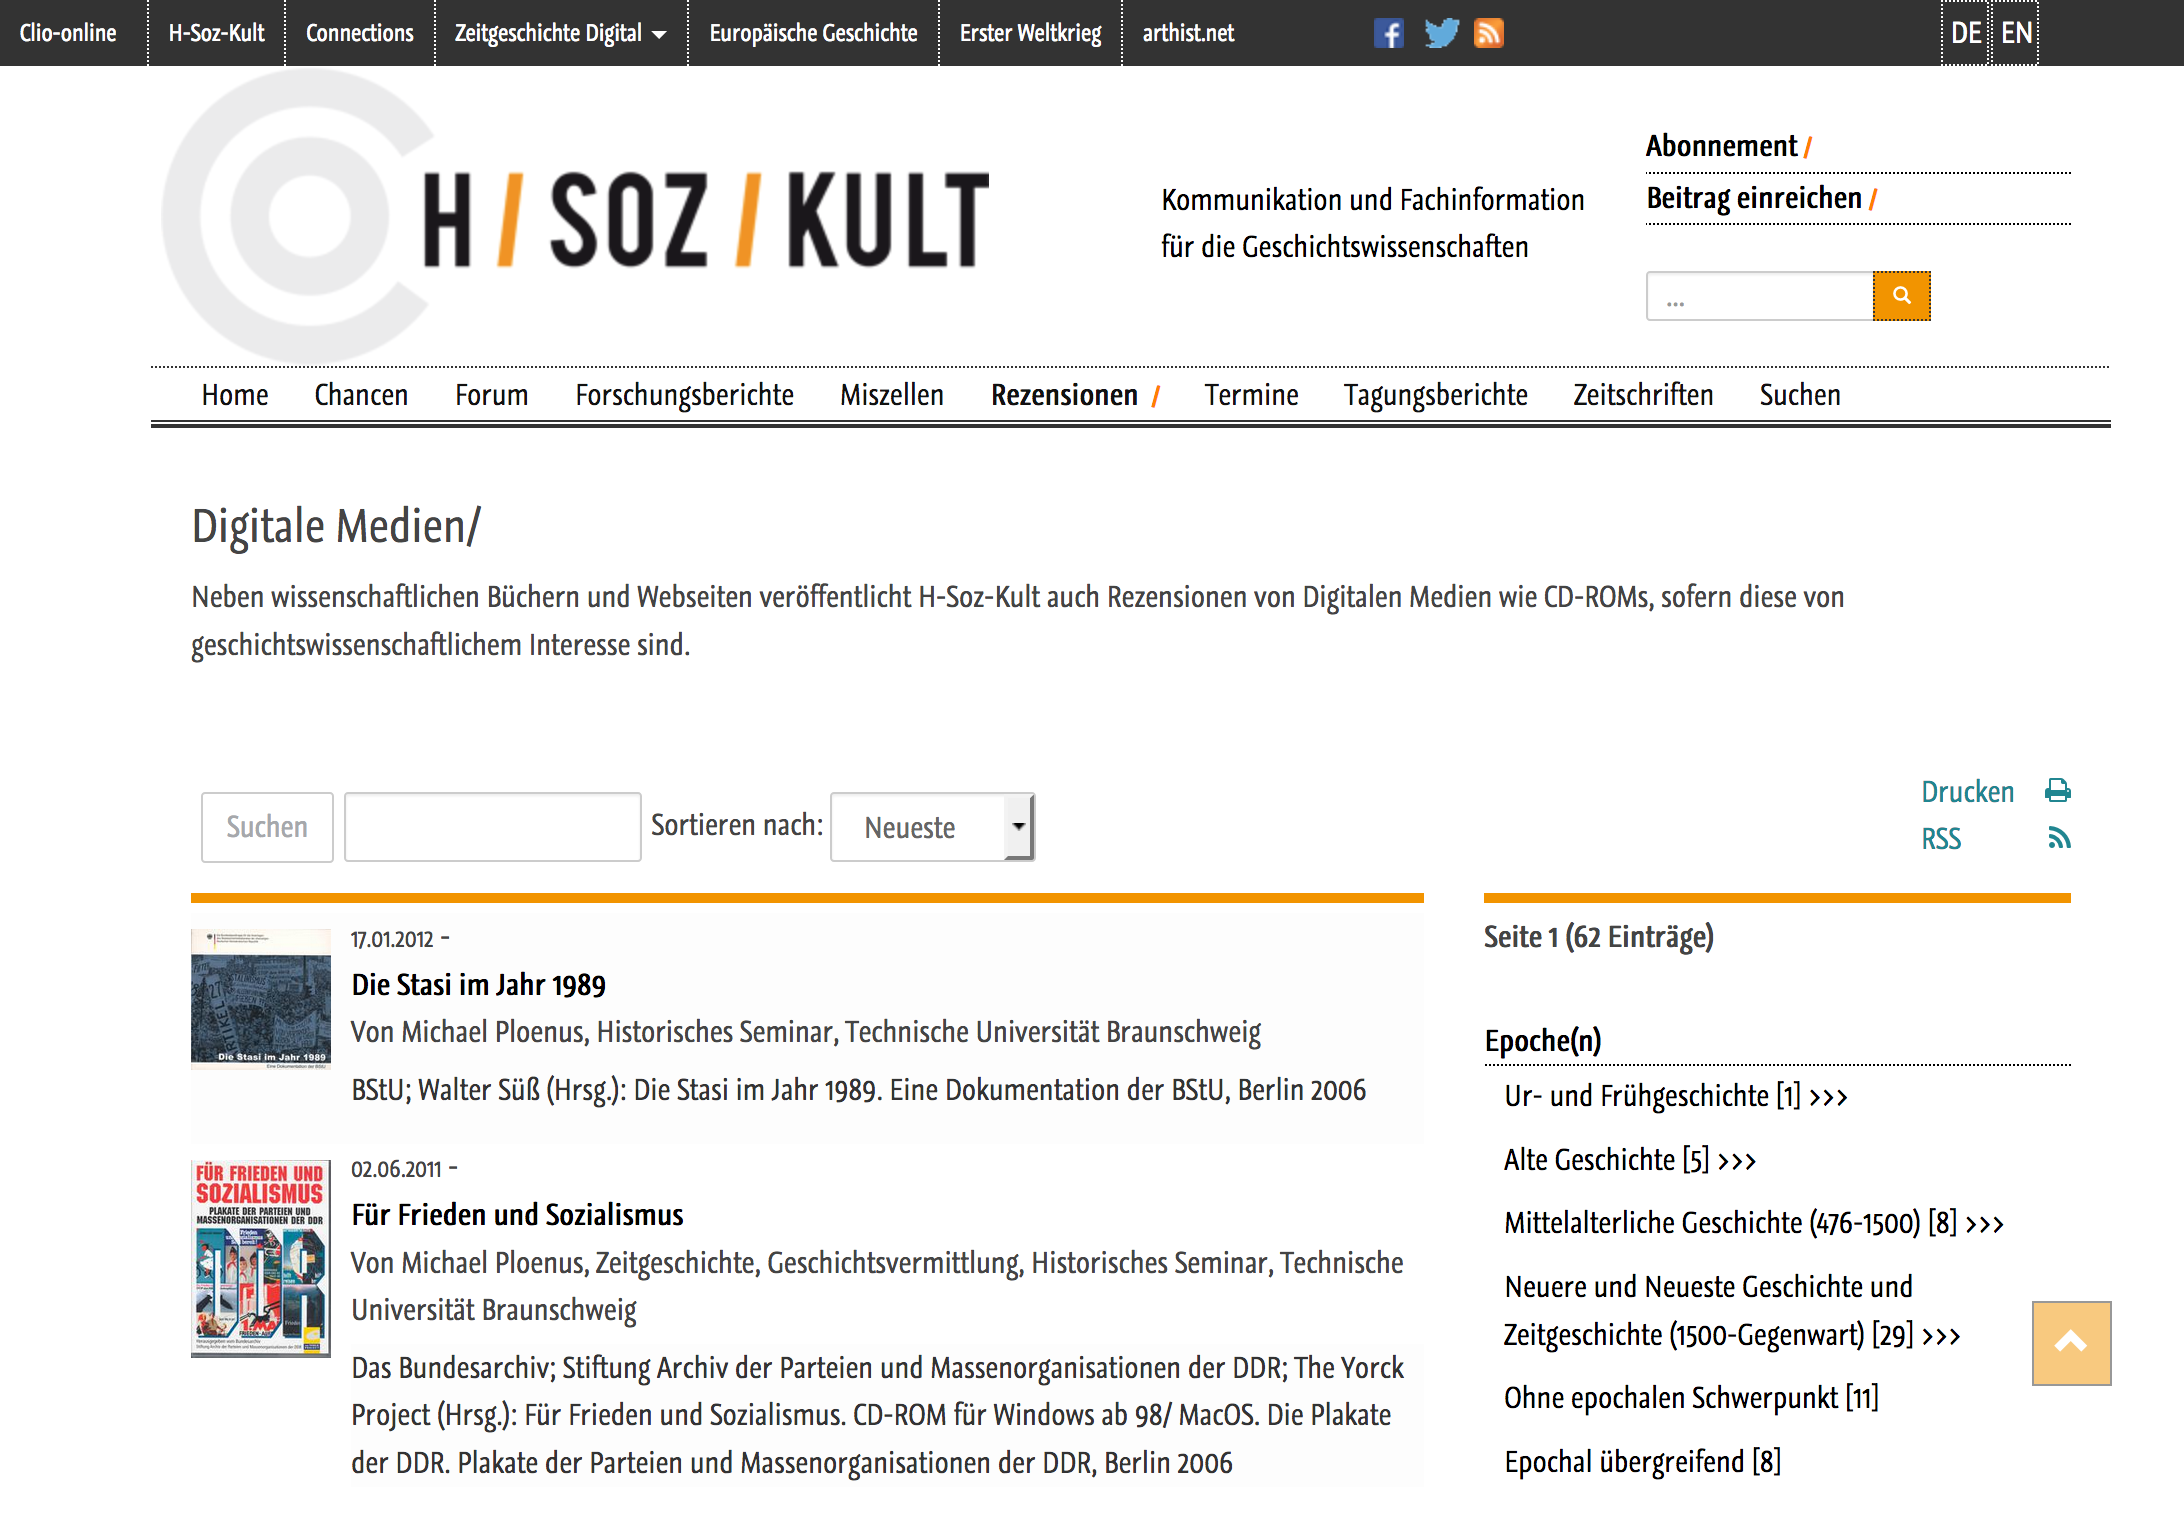 Clio-online H-Soz-Kult Connections Zeitgeschichte Digital Europäische Geschichte Erster Weltkrieg arthist.net DE EN
H / SOZ / KULT
Kommunikation und Fachinformation
für die Geschichtswissenschaften
Abonnement /
Beitrag einreichen /
...
Home Chancen Forum Forschungsberichte Miszellen Rezensionen / Termine Tagungsberichte Zeitschriften Suchen
Digitale Medien/
Neben wissenschaftlichen Büchern und Webseiten veröffentlicht H-Soz-Kult auch Rezensionen von Digitalen Medien wie CD-ROMs, sofern diese von
geschichtswissenschaftlichem Interesse sind.
Suchen Sortieren nach: Neueste
Drucken
RSS
17.01.2012 –
Die Stasi im Jahr 1989
Von Michael Ploenus, Historisches Seminar, Technische Universität Braunschweig
BStU; Walter Süß (Hrsg.): Die Stasi im Jahr 1989. Eine Dokumentation der BStU, Berlin 2006
Die Stasi im Jahr 1989
Eine Dokumentation der BStU
02.06.2011 –
Für Frieden und Sozialismus
Von Michael Ploenus, Zeitgeschichte, Geschichtsvermittlung, Historisches Seminar, Technische
Universität Braunschweig
Das Bundesarchiv; Stiftung Archiv der Parteien und Massenorganisationen der DDR; The Yorck
Project (Hrsg.): Für Frieden und Sozialismus. CD-ROM für Windows ab 98/ MacOS. Die Plakate
der DDR. Plakate der Parteien und Massenorganisationen der DDR, Berlin 2006
FÜR FRIEDEN UND
SOZIALISMUS
PLAKATE DER PARTEIEN UND
MASSENORGANISATIONEN DER DDR
DDR
Seite 1 (62 Einträge)
Epoche(n)
Ur- und Frühgeschichte [1] >>>
Alte Geschichte [5] >>>
Mittelalterliche Geschichte (476-1500) [8] >>>
Neuere und Neueste Geschichte und
Zeitgeschichte (1500-Gegenwart) [29] >>>
Ohne epochalen Schwerpunkt [11]
Epochal übergreifend [8]